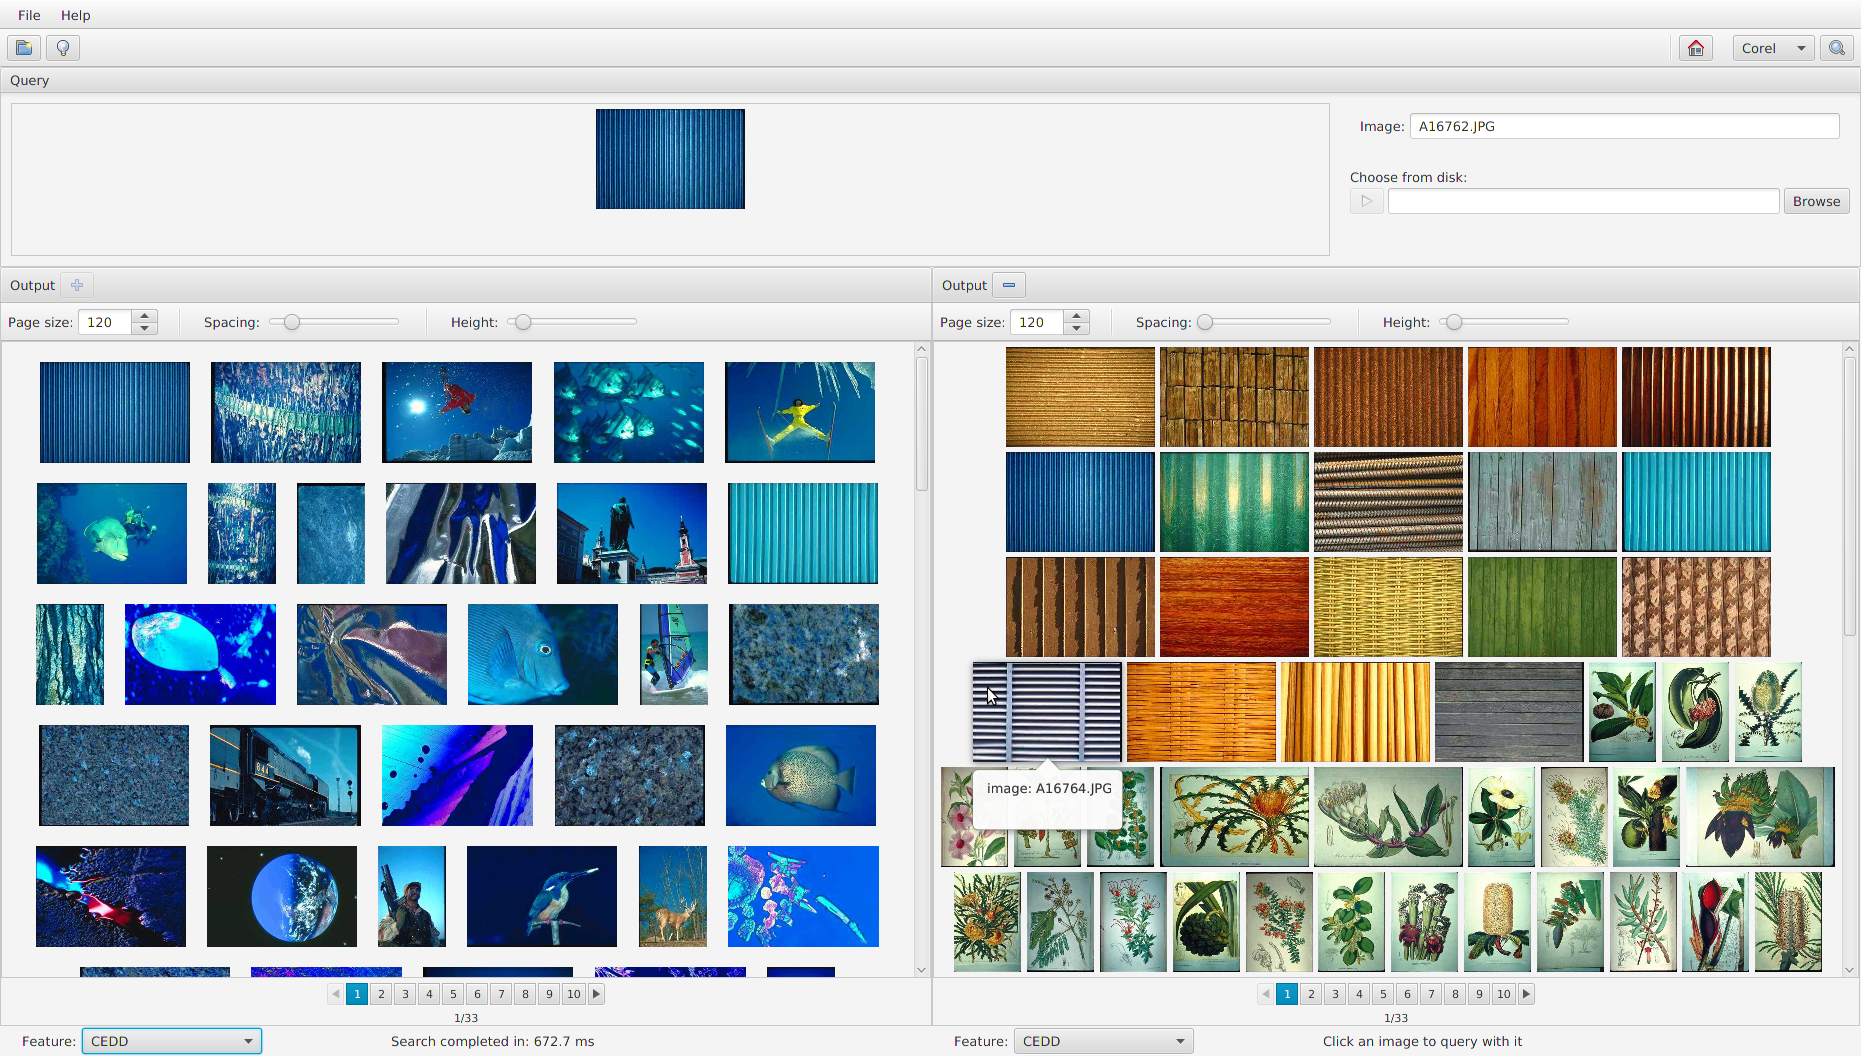 File Help
Corel
Query
Image: A16762.JPG
Choose from disk:
Browse
Output
Page size: 120 Spacing: Height:
Output
Page size: 120 Spacing: Height:
image: A16764.JPG
1 2 3 4 5 6 7 8 9 10
1/33
1 2 3 4 5 6 7 8 9 10
1/33
Feature: CEDD Search completed in: 672.7 ms
Feature: CEDD Click an image to query with it